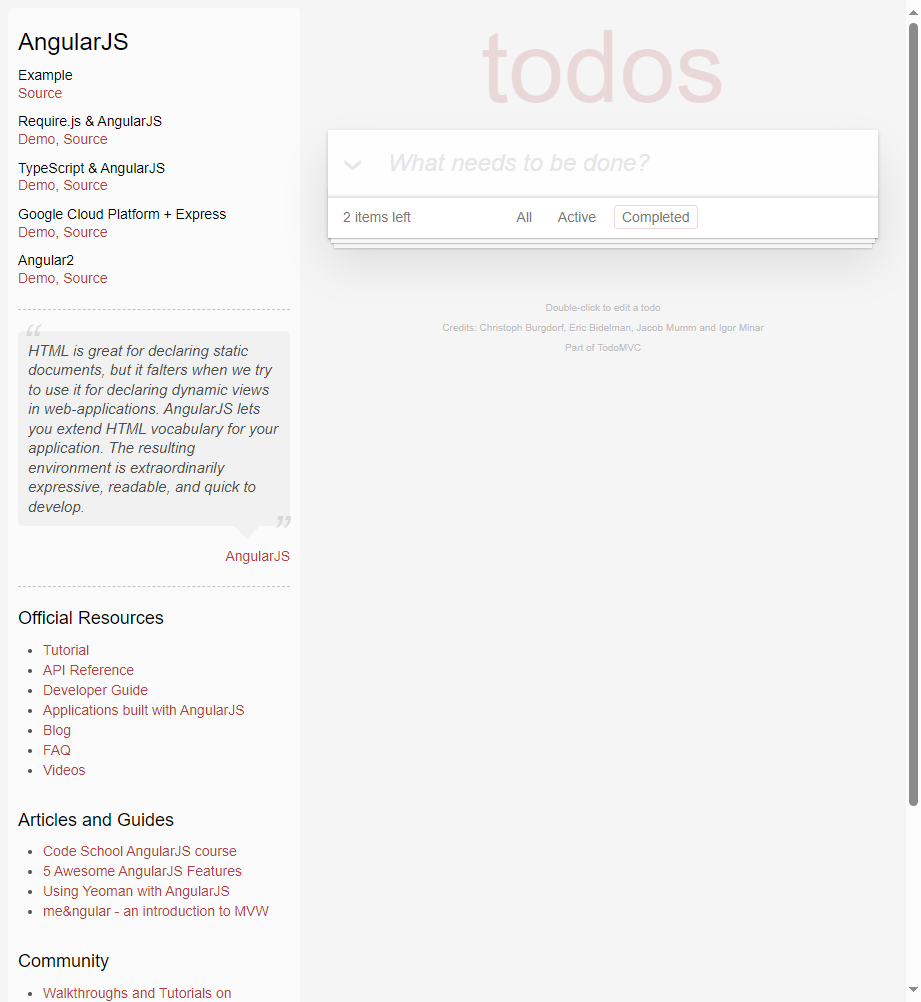 AngularJS
Example
Source
Require.js & AngularJS
Demo, Source
TypeScript & AngularJS
Demo, Source
Google Cloud Platform + Express
Demo, Source
Angular2
Demo, Source
“
HTML is great for declaring static
documents, but it falters when we try
to use it for declaring dynamic views
in web-applications. AngularJS lets
you extend HTML vocabulary for your
application. The resulting
environment is extraordinarily
expressive, readable, and quick to
develop.
”
AngularJS
Official Resources
• Tutorial
• API Reference
• Developer Guide
• Applications built with AngularJS
• Blog
• FAQ
• Videos
Articles and Guides
• Code School AngularJS course
• 5 Awesome AngularJS Features
• Using Yeoman with AngularJS
• me&ngular - an introduction to MVW
Community
• Walkthroughs and Tutorials on
todos
What needs to be done?
2 items left All Active Completed
Double-click to edit a todo
Credits: Christoph Burgdorf, Eric Bidelman, Jacob Mumm and Igor Minar
Part of TodoMVC